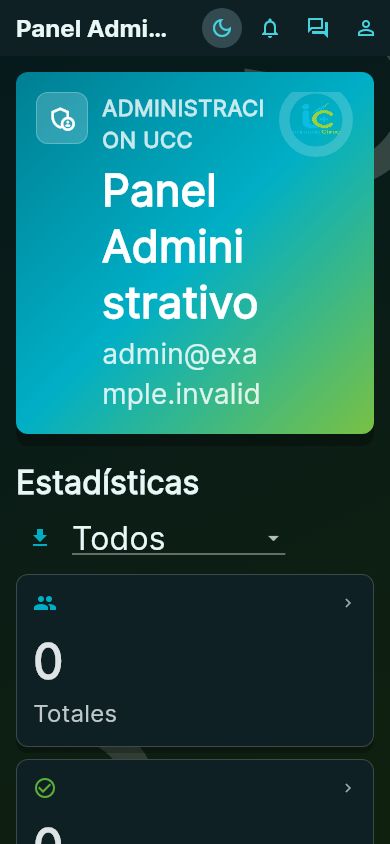 Panel Admi...
ADMINISTRACI
ON UCC
Panel
Admini
strativo
admin@exa
mple.invalid
Estadísticas
Todos
0
Totales
0